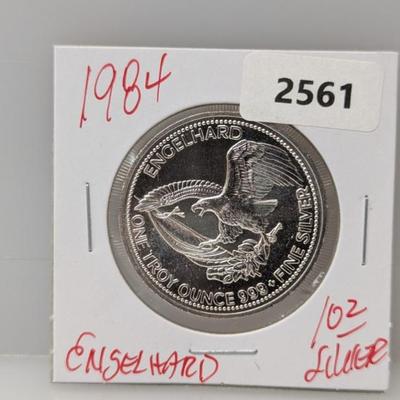 1984
2561
ENGELHARD
ONE TROY OUNCE 999+ FINE SILVER
ENGELHARD
1OZ
SILVER